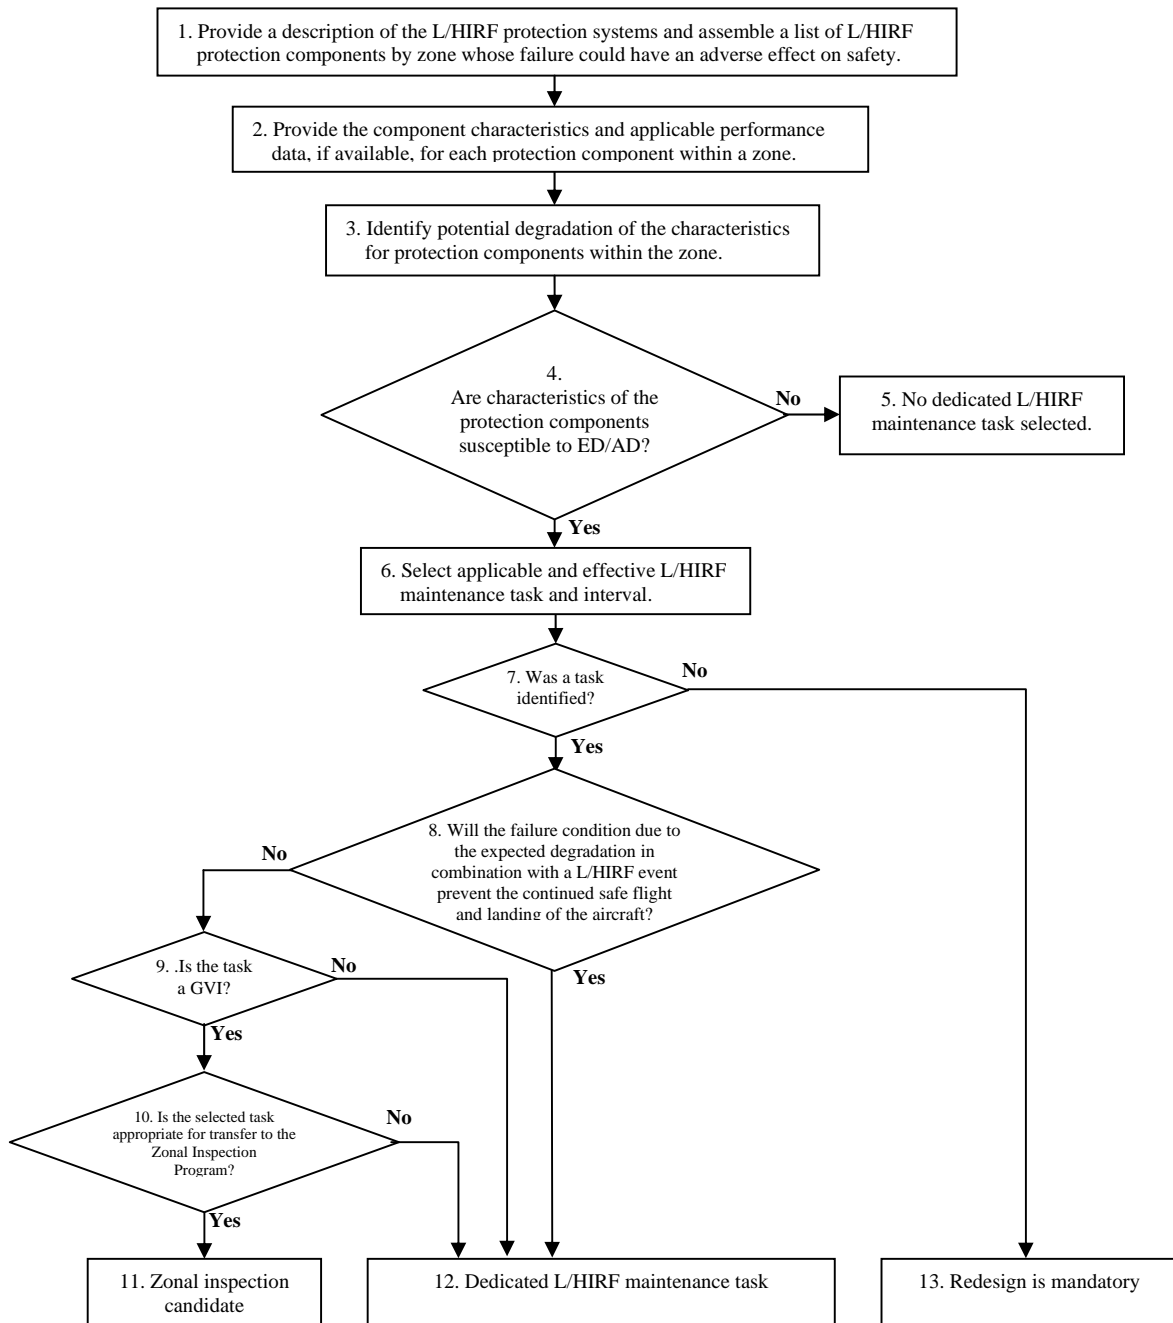 1. Provide a description of the L/HIRF protection systems and assemble a list of L/HIRF
protection components by zone whose failure could have an adverse effect on safety.
2. Provide the component characteristics and applicable performance
data, if available, for each protection component within a zone.
3. Identify potential degradation of the characteristics
for protection components within the zone.
4.
Are characteristics of the
protection components
susceptible to ED/AD?
No
5. No dedicated L/HIRF
maintenance task selected.
Yes
6. Select applicable and effective L/HIRF
maintenance task and interval.
7. Was a task
identified?
No
Yes
8. Will the failure condition due to
the expected degradation in
combination with a L/HIRF event
prevent the continued safe flight
and landing of the aircraft?
No
Yes
9. .Is the task
a GVI?
No
Yes
10. Is the selected task
appropriate for transfer to the
Zonal Inspection
Program?
No
Yes
11. Zonal inspection
candidate
12. Dedicated L/HIRF maintenance task
13. Redesign is mandatory